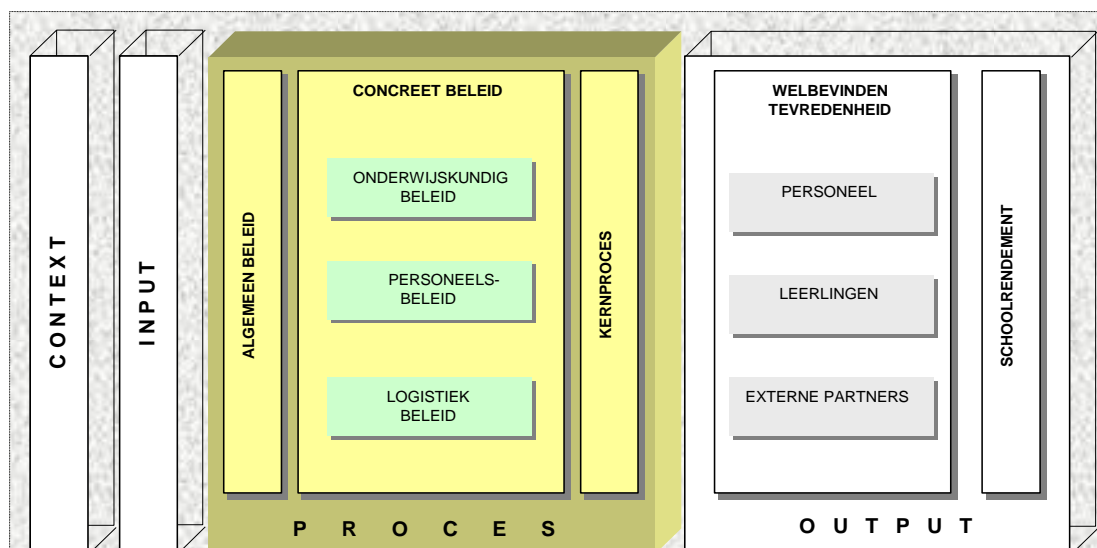 CONTEXT
INPUT
ALGEMEEN BELEID
CONCREET BELEID
ONDERWIJSKUNDIG
BELEID
PERSONEELS-
BELEID
LOGISTIEK
BELEID
KERNPROCES
PROCES
WELBEVINDEN
TEVREDENHEID
PERSONEEL
LEERLINGEN
EXTERNE PARTNERS
SCHOOLRENDEMENT
OUTPUT